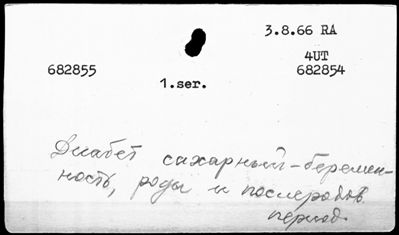 3.8.66 RA
4UT
682855 682854
1.ser.
Диабет сахарный-беремен-
ность, роды и послеродов.
период.